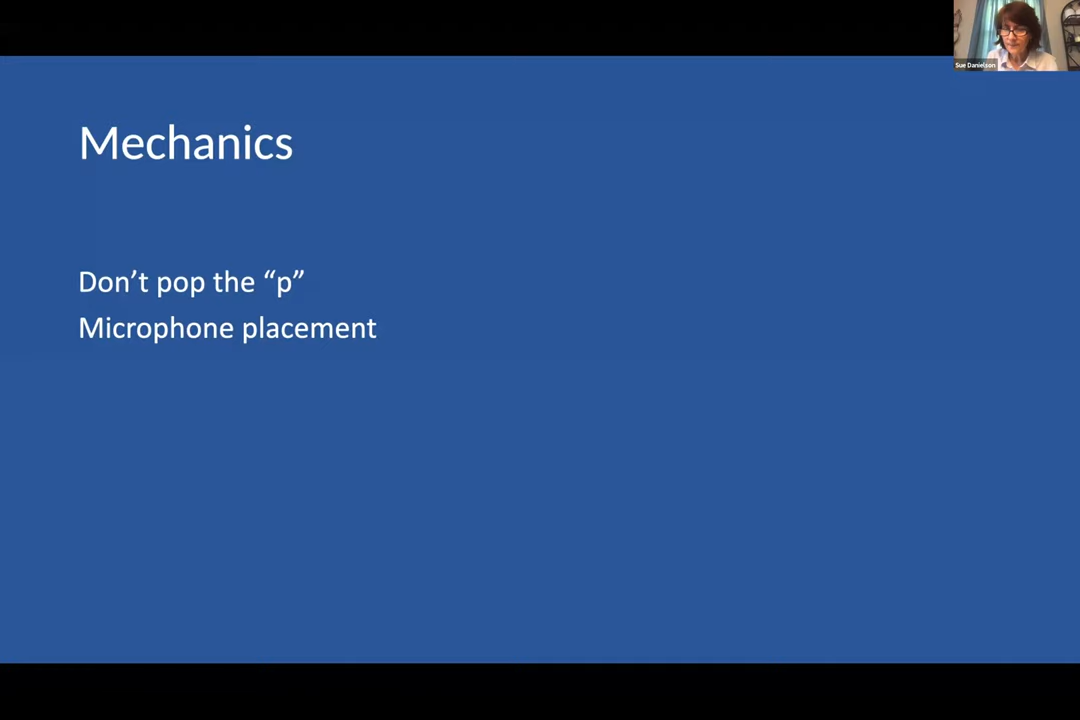 Sue Danielson
Mechanics
Don’t pop the “p”
Microphone placement